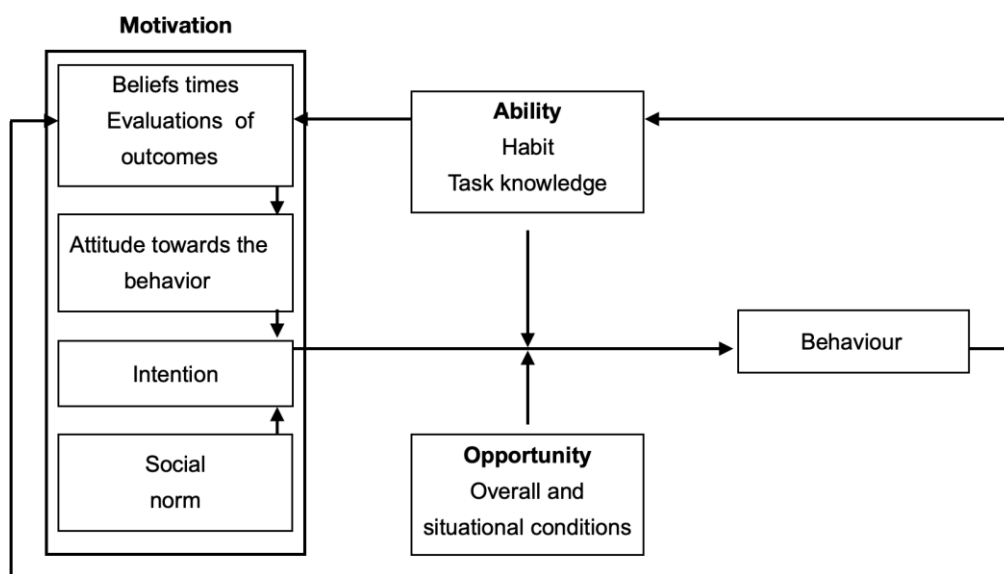 Motivation
Beliefs times
Evaluations of
outcomes
Attitude towards the
behavior
Intention
Social
norm
Ability
Habit
Task knowledge
Opportunity
Overall and
situational conditions
Behaviour